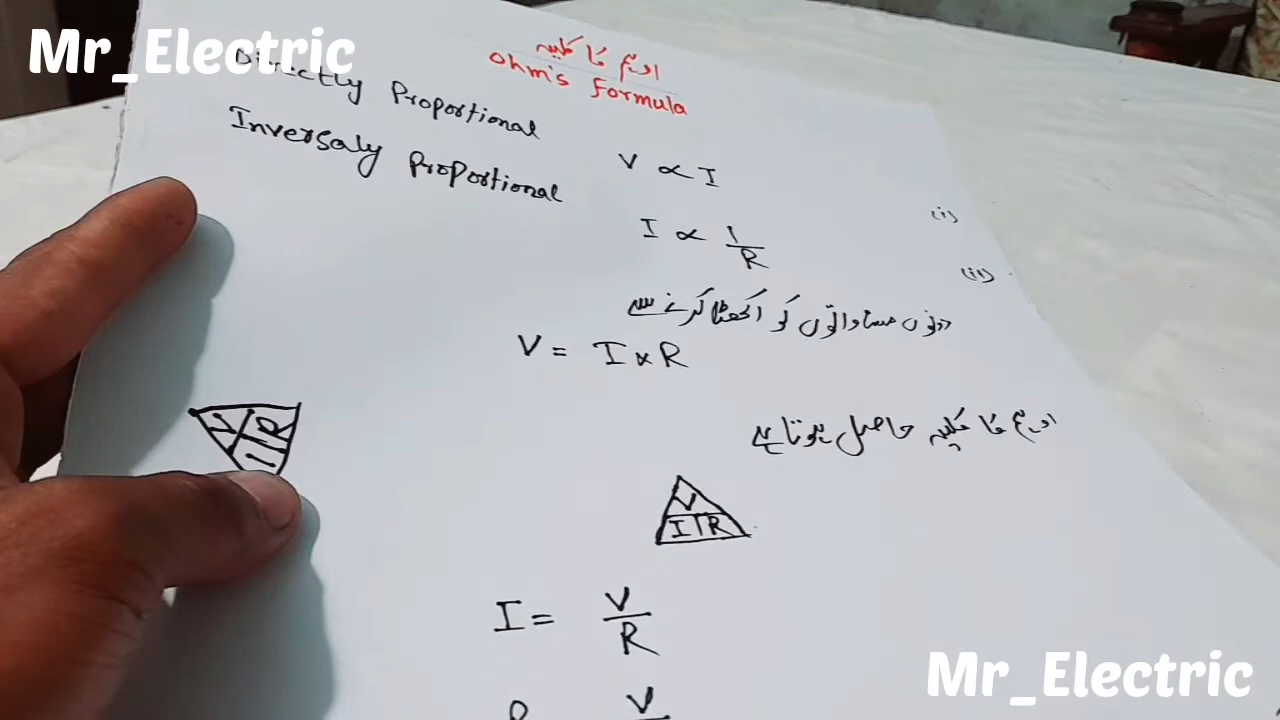 Mr_Electric
اوہم کا کلیہ
Ohm's Formula
Directly Proportional
Inversaly Proportional
V ∝ I
(i)
I ∝ 1/R
(ii)
دونوں مساواتوں کو اکھٹا کرنے سے
V = I × R
اوہم کا کلیہ حاصل ہوتا ہے
V
I R
V
I R
I = V/R
V
Mr_Electric